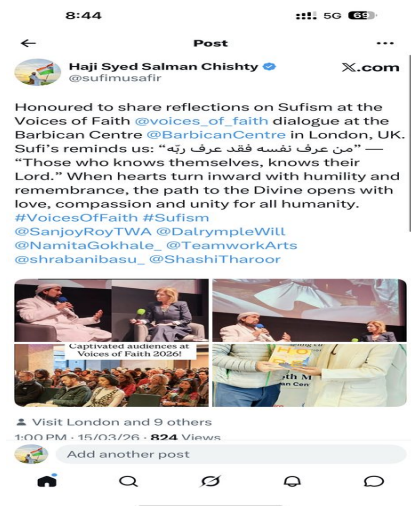 8:44
5G 69
Post
Haji Syed Salman Chishty
@sufimusafir
X.com
Honoured to share reflections on Sufism at the
Voices of Faith @voices_of_faith dialogue at the
Barbican Centre @BarbicanCentre in London, UK.
Sufi’s reminds us: “من عرف نفسه فقد عرف ربّه” —
“Those who knows themselves, knows their
Lord.” When hearts turn inward with humility and
remembrance, the path to the Divine opens with
love, compassion and unity for all humanity.
#VoicesOfFaith #Sufism
@SanjoyRoyTWA @DalrympleWill
@NamitaGokhale_ @TeamworkArts
@shrabanibasu_ @ShashiTharoor
Captivated audiences at
Voices of Faith 2026!
Visit London and 9 others
1:00 PM · 15/03/26 · 824 Views
Add another post